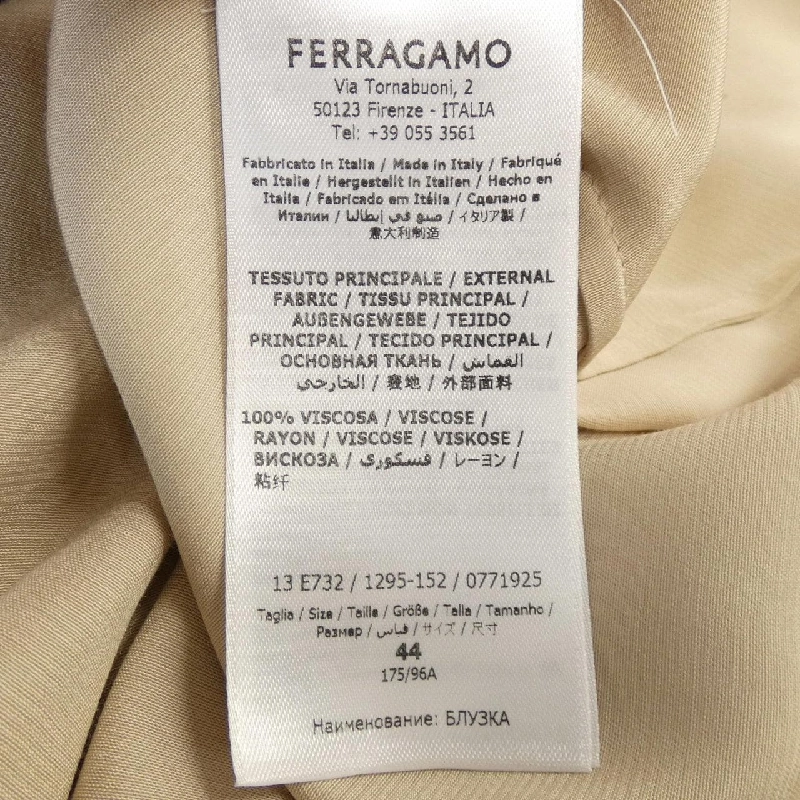 FERRAGAMO
Via Tornabuoni, 2
50123 Firenze - ITALIA
Tel: +39 055 3561
Fabbricato in Italia / Made in Italy / Fabriqué
en Italie / Hergestellt in Italien / Hecho en
Italia / Fabricado em Itália / Сделано в
Италии / صنع في إيطاليا / イタリア製 /
意大利制造
TESSUTO PRINCIPALE / EXTERNAL
FABRIC / TISSU PRINCIPAL /
AUßENGEWEBE / TEJIDO
PRINCIPAL / TECIDO PRINCIPAL /
ОСНОВНАЯ ТКАНЬ / القماش
الخارجي / 表地 / 外部面料
100% VISCOSA / VISCOSE /
RAYON / VISCOSE / VISKOSE /
ВИСКОЗА / فسكوزي / レーヨン /
粘纤
13 E732 / 1295-152 / 0771925
Taglia / Size / Taille / Größe / Talla / Tamanho /
Размер / قياس / サイズ / 尺寸
44
175/96A
Наименование: БЛУЗКА